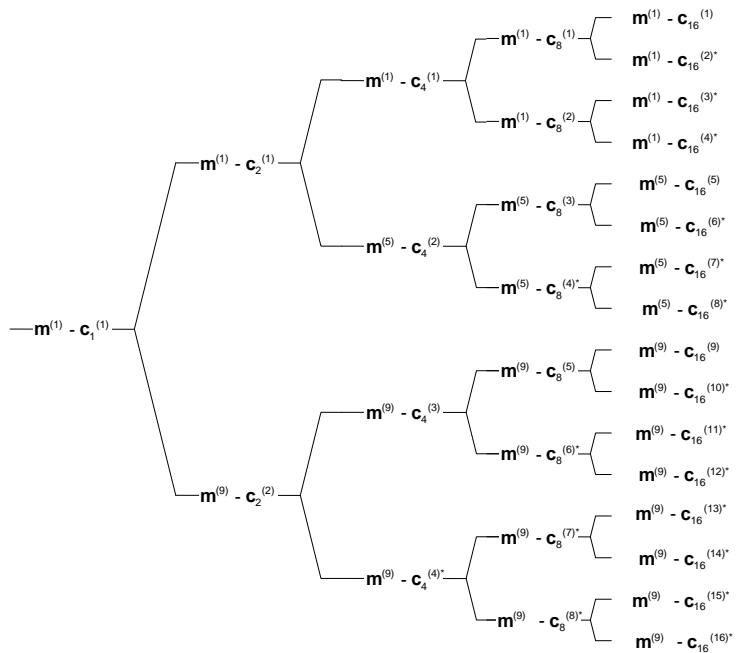 m(1) - c16(1)
m(1) - c8(1)
m(1) - c16(2)*
m(1) - c4(1)
m(1) - c16(3)*
m(1) - c8(2)
m(1) - c16(4)*
m(1) - c2(1)
m(5) - c16(5)
m(5) - c8(3)
m(5) - c16(6)*
m(5) - c4(2)
m(5) - c16(7)*
m(5) - c8(4)*
m(5) - c16(8)*
m(1) - c1(1)
m(9) - c16(9)
m(9) - c8(5)
m(9) - c16(10)*
m(9) - c4(3)
m(9) - c16(11)*
m(9) - c8(6)*
m(9) - c16(12)*
m(9) - c2(2)
m(9) - c16(13)*
m(9) - c8(7)*
m(9) - c16(14)*
m(9) - c4(4)*
m(9) - c16(15)*
m(9) - c8(8)*
m(9) - c16(16)*